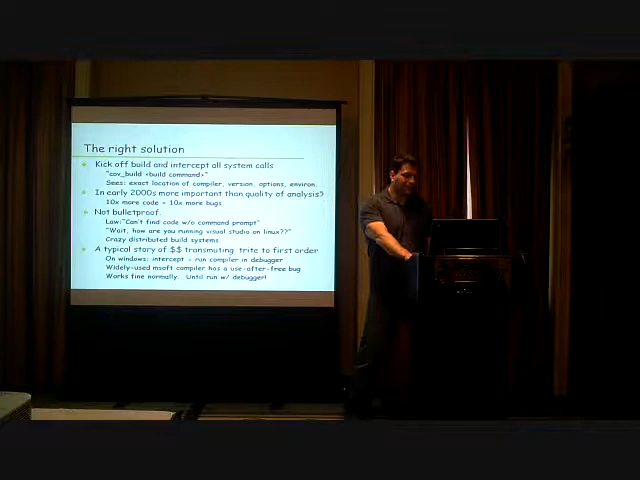 The right solution
Kick off build and intercept all system calls
"cov_build <build command>"
Sees: exact location of compiler, version, options, environ.
In early 2000s more important than quality of analysis?
10x more code = 10x more bugs
Not bulletproof.
Law:"Can't find code w/o command prompt"
"Wait, how are you running visual studio on linux??"
Crazy distributed build systems
A typical story of $$ transmuting trite to first order
On windows: intercept = run compiler in debugger
Widely-used msoft compiler has a use-after-free bug
Works fine normally. Until run w/ debugger!